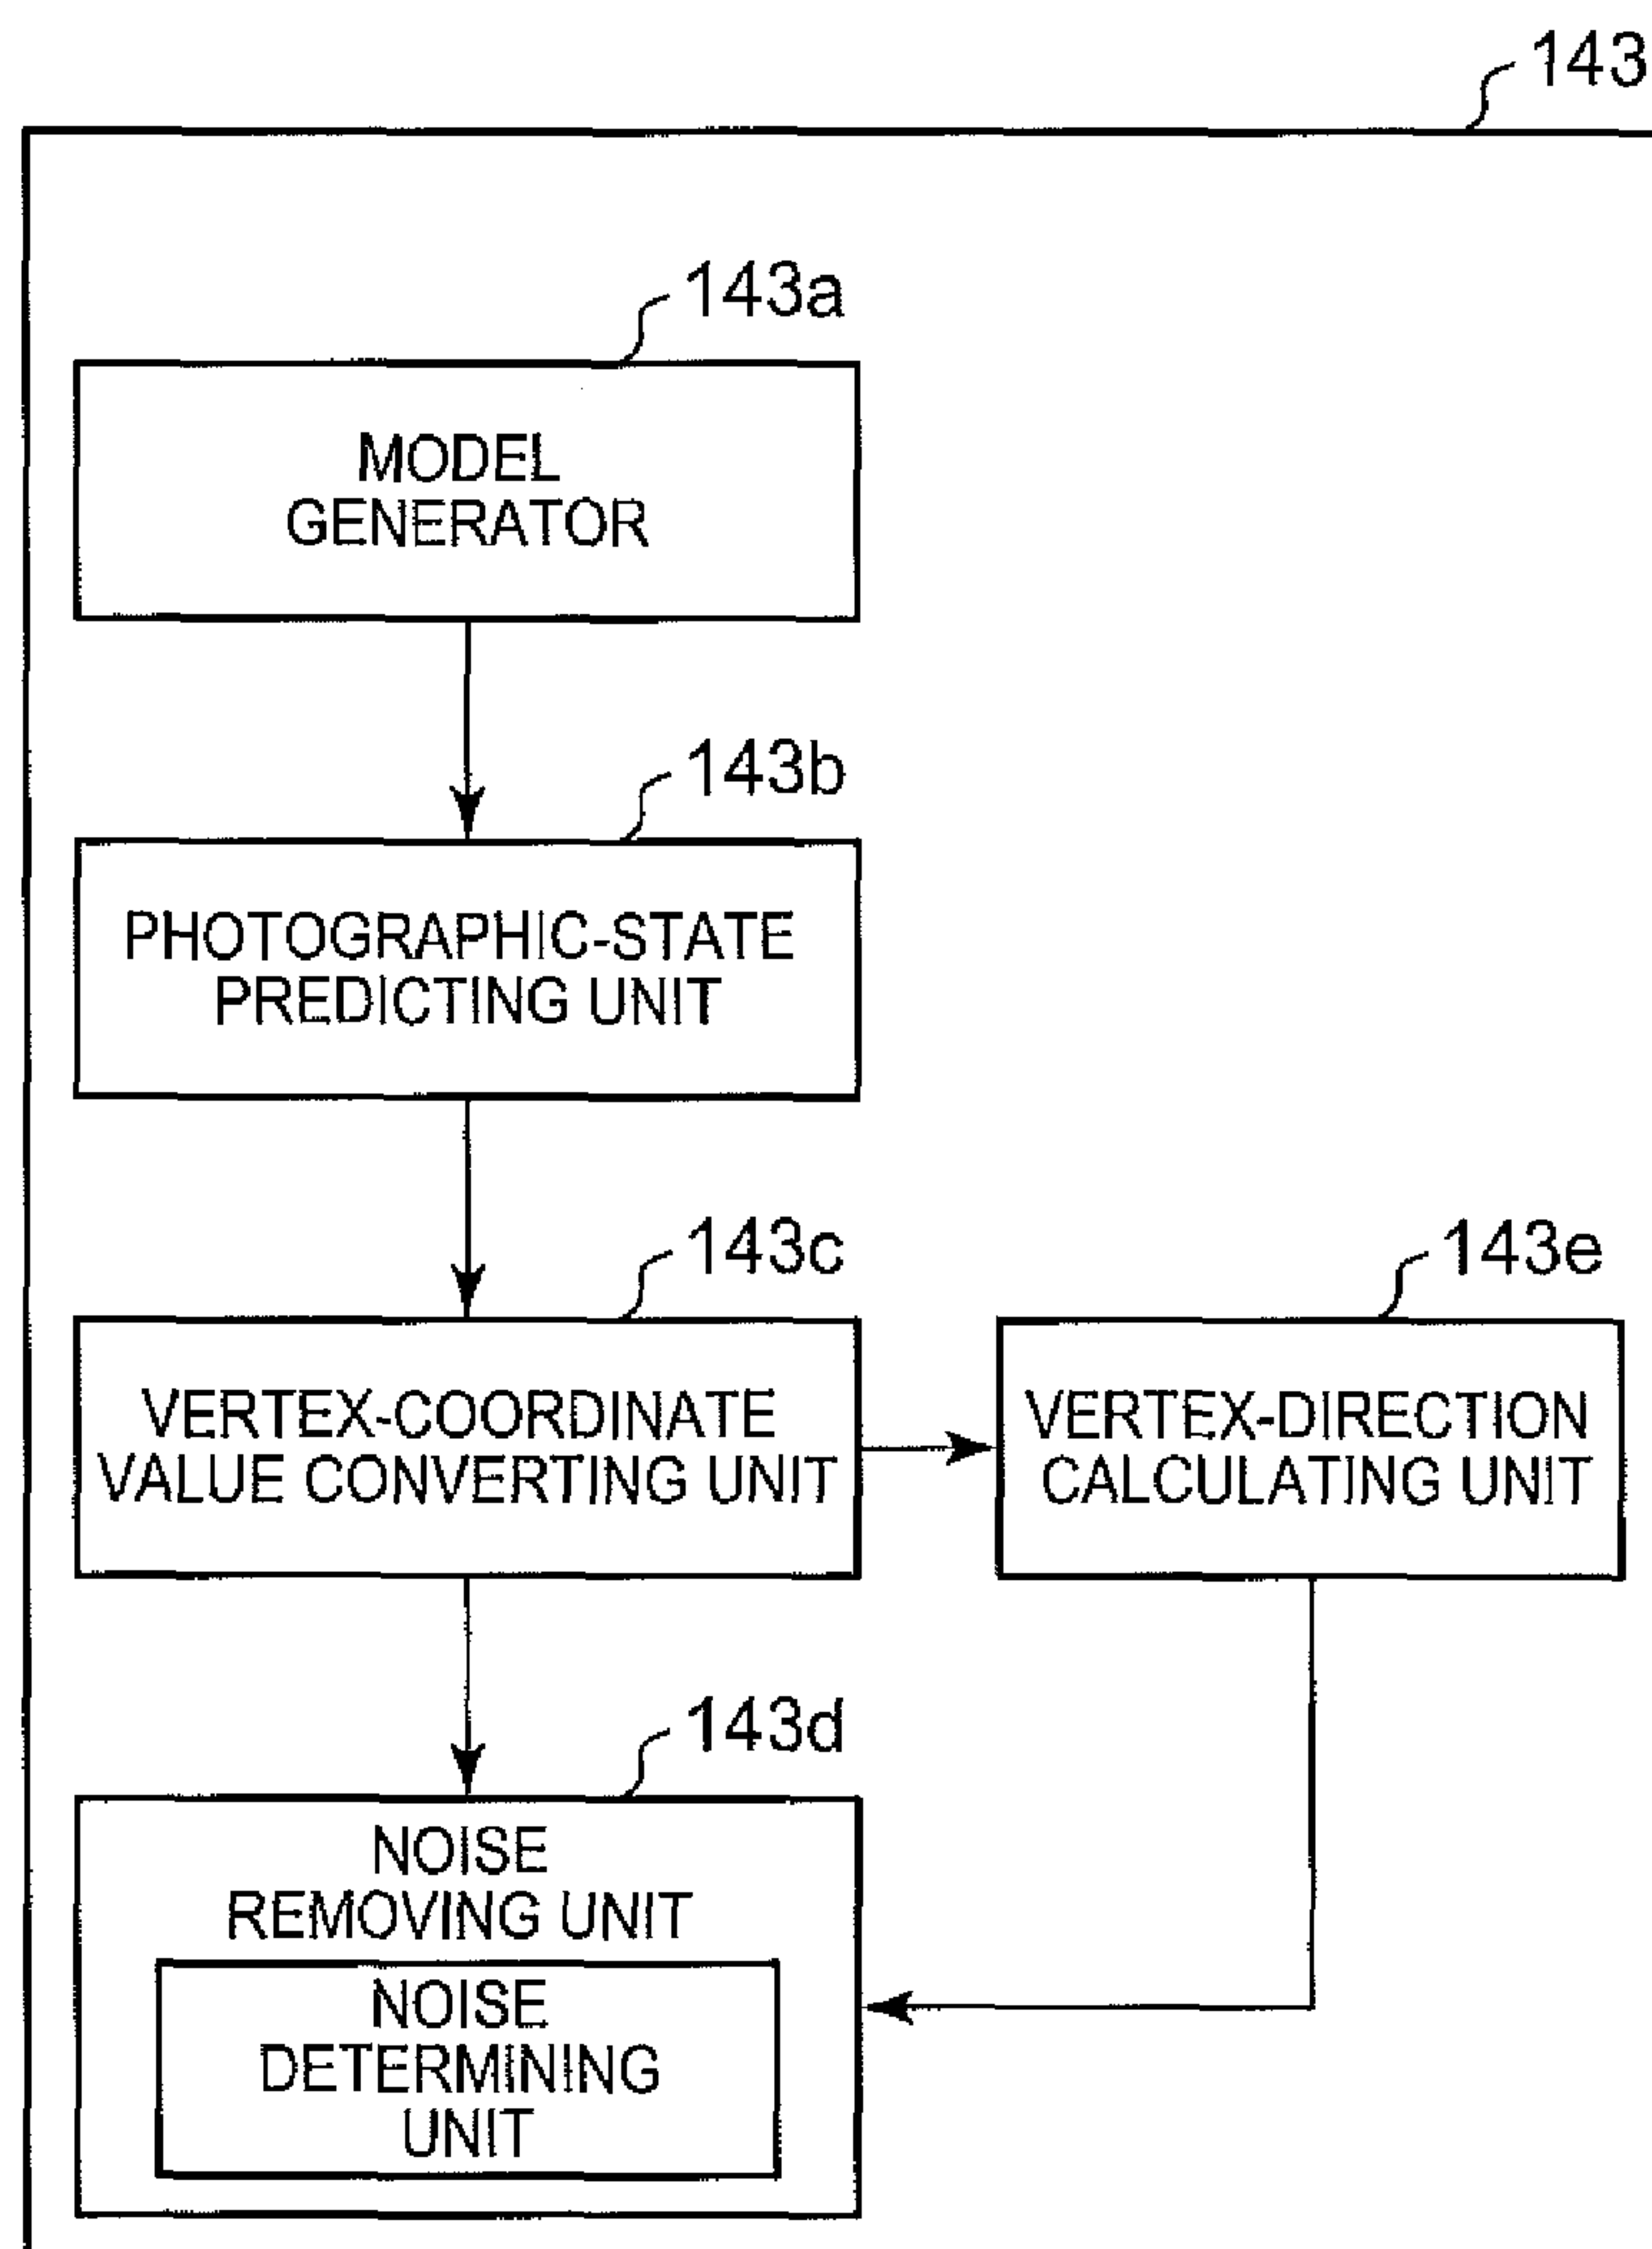 143
143a
MODEL
GENERATOR
143b
PHOTOGRAPHIC-STATE
PREDICTING UNIT
143c
VERTEX-COORDINATE
VALUE CONVERTING UNIT
143e
VERTEX-DIRECTION
CALCULATING UNIT
143d
NOISE
REMOVING UNIT
NOISE
DETERMINING
UNIT